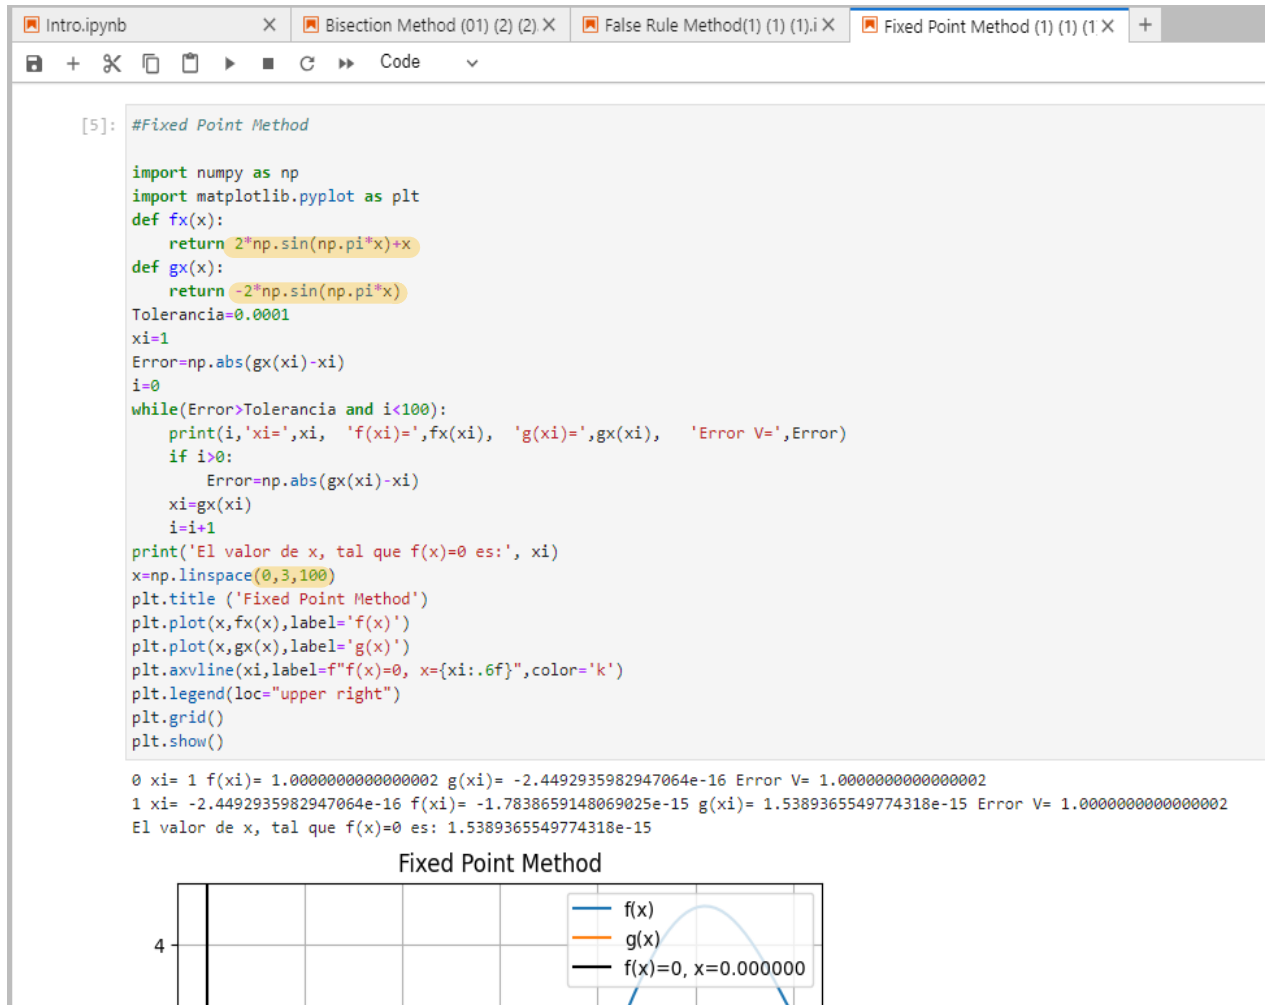 Intro.ipynb
Bisection Method (01) (2) (2).
False Rule Method(1) (1) (1).i
Fixed Point Method (1) (1) (1
Code
[5]:
#Fixed Point Method
import numpy as np
import matplotlib.pyplot as plt
def fx(x):
    return 2*np.sin(np.pi*x)+x
def gx(x):
    return -2*np.sin(np.pi*x)
Tolerancia=0.0001
xi=1
Error=np.abs(gx(xi)-xi)
i=0
while(Error>Tolerancia and i<100):
    print(i,'xi=',xi,  'f(xi)=',fx(xi),  'g(xi)=',gx(xi),   'Error V=',Error)
    if i>0:
        Error=np.abs(gx(xi)-xi)
    xi=gx(xi)
    i=i+1
print('El valor de x, tal que f(x)=0 es:', xi)
x=np.linspace(0,3,100)
plt.title ('Fixed Point Method')
plt.plot(x,fx(x),label='f(x)')
plt.plot(x,gx(x),label='g(x)')
plt.axvline(xi,label=f"f(x)=0, x={xi:.6f}",color='k')
plt.legend(loc="upper right")
plt.grid()
plt.show()
0 xi= 1 f(xi)= 1.0000000000000002 g(xi)= -2.4492935982947064e-16 Error V= 1.0000000000000002
1 xi= -2.4492935982947064e-16 f(xi)= -1.7838659148069025e-15 g(xi)= 1.5389365549774318e-15 Error V= 1.0000000000000002
El valor de x, tal que f(x)=0 es: 1.5389365549774318e-15
Fixed Point Method
f(x)
g(x)
f(x)=0, x=0.000000
4